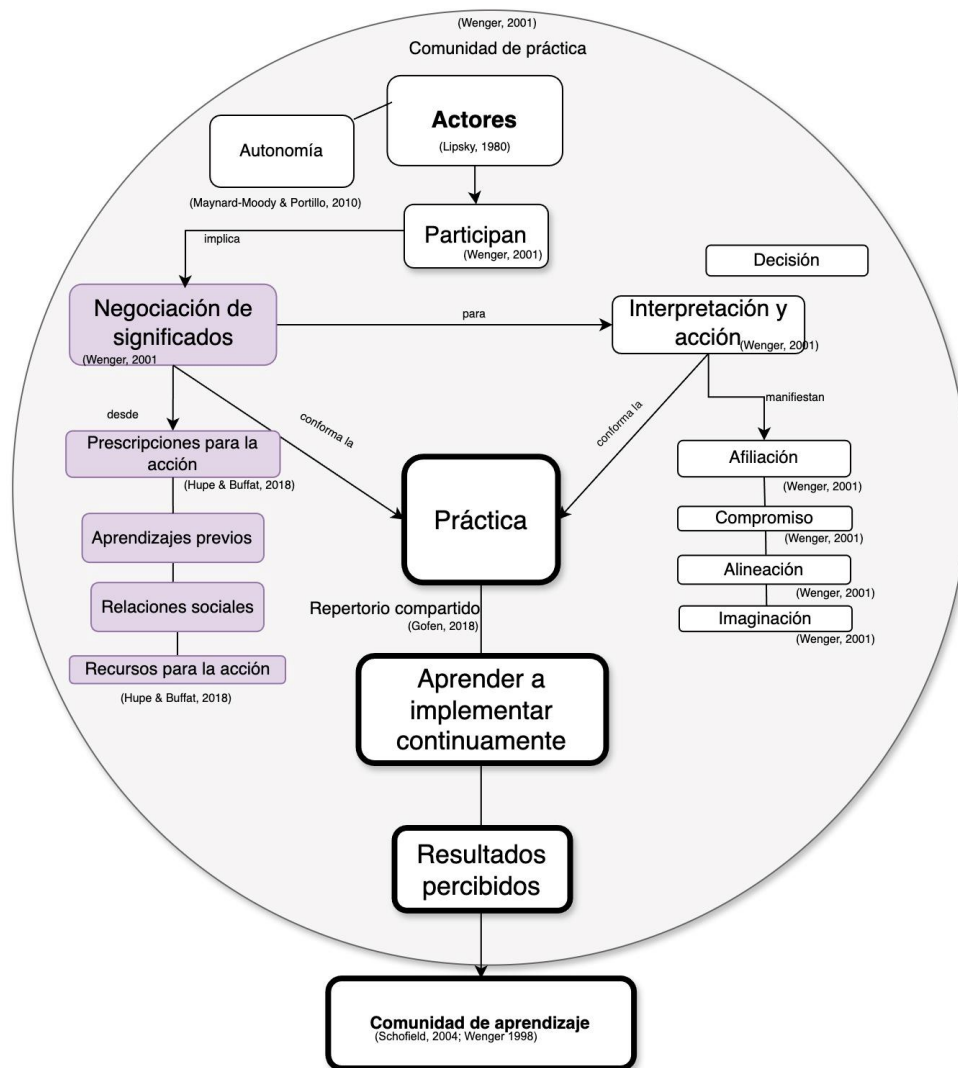 (Wenger, 2001)
Comunidad de práctica
Actores
(Lipsky, 1980)
Autonomía
(Maynard-Moody & Portillo, 2010)
Participan
(Wenger, 2001)
implica
Decisión
Negociación de
significados
(Wenger, 2001
para
Interpretación y
acción
(Wenger, 2001)
desde
conforma la
conforma la
manifiestan
Prescripciones para la
acción
(Hupe & Buffat, 2018)
Aprendizajes previos
Relaciones sociales
Recursos para la acción
(Hupe & Buffat, 2018)
Práctica
Afiliación
(Wenger, 2001)
Compromiso
(Wenger, 2001)
Alineación
(Wenger, 2001)
Imaginación
(Wenger, 2001)
Repertorio compartido
(Gofen, 2018)
Aprender a
implementar
continuamente
Resultados
percibidos
Comunidad de aprendizaje
(Schofield, 2004; Wenger 1998)